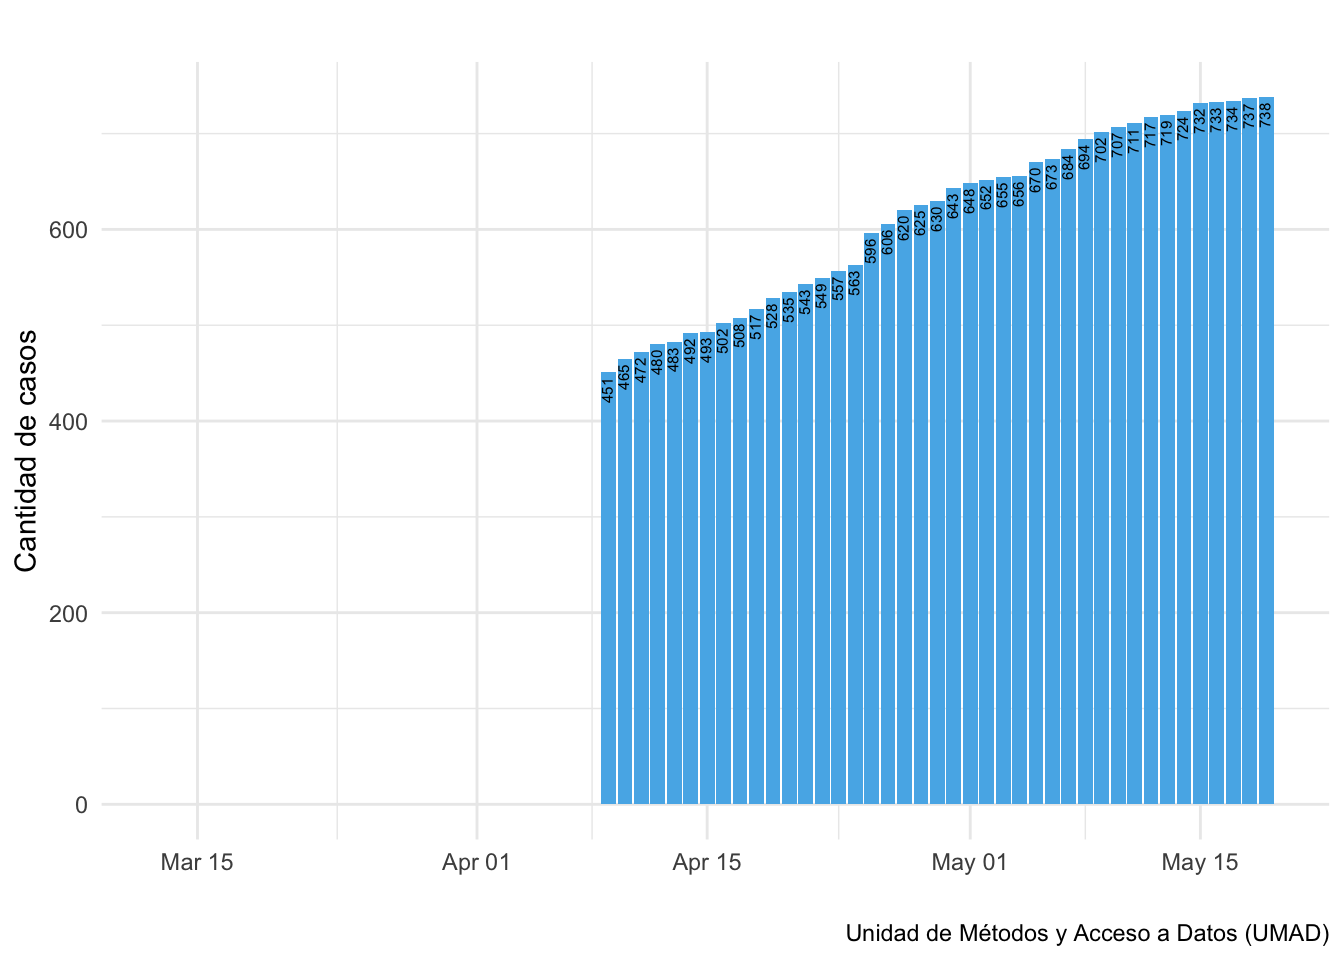 Cantidad de casos
600
400
200
0
451 465 472 480 483 492 493 502 508 517 528 535 543 549 557 563 596 606 620 625 630 643 648 652 655 656 670 673 684 694 702 707 711 717 719 724 732 733 734 737 738
Mar 15 Apr 01 Apr 15 May 01 May 15
Unidad de Métodos y Acceso a Datos (UMAD)